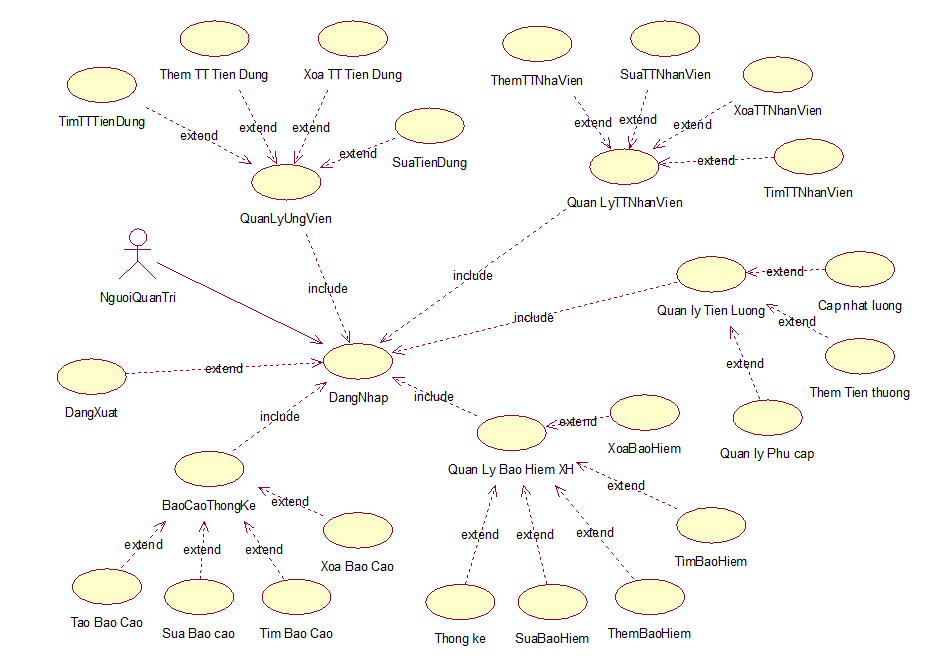 Them TT Tien Dung
Xoa TT Tien Dung
ThemTTNhaVien
SuaTTNhanVien
XoaTTNhanVien
TimTTTienDung
extend
extend
extend
extend
SuaTienDung
extend
extend
extend
extend
TimTTNhanVien
QuanLyUngVien
Quan LyTTNhanVien
NguoiQuanTri
include
include
include
Quan ly Tien Luong
extend
Cap nhat luong
extend
Them Tien thuong
extend
Quan ly Phu cap
DangXuat
extend
DangNhap
include
include
extend
XoaBaoHiem
Quan Ly Bao Hiem XH
extend
TimBaoHiem
BaoCaoThongKe
extend
Xoa Bao Cao
extend
extend
extend
extend
extend
extend
Tao Bao Cao
Sua Bao cao
Tim Bao Cao
Thong ke
SuaBaoHiem
ThemBaoHiem